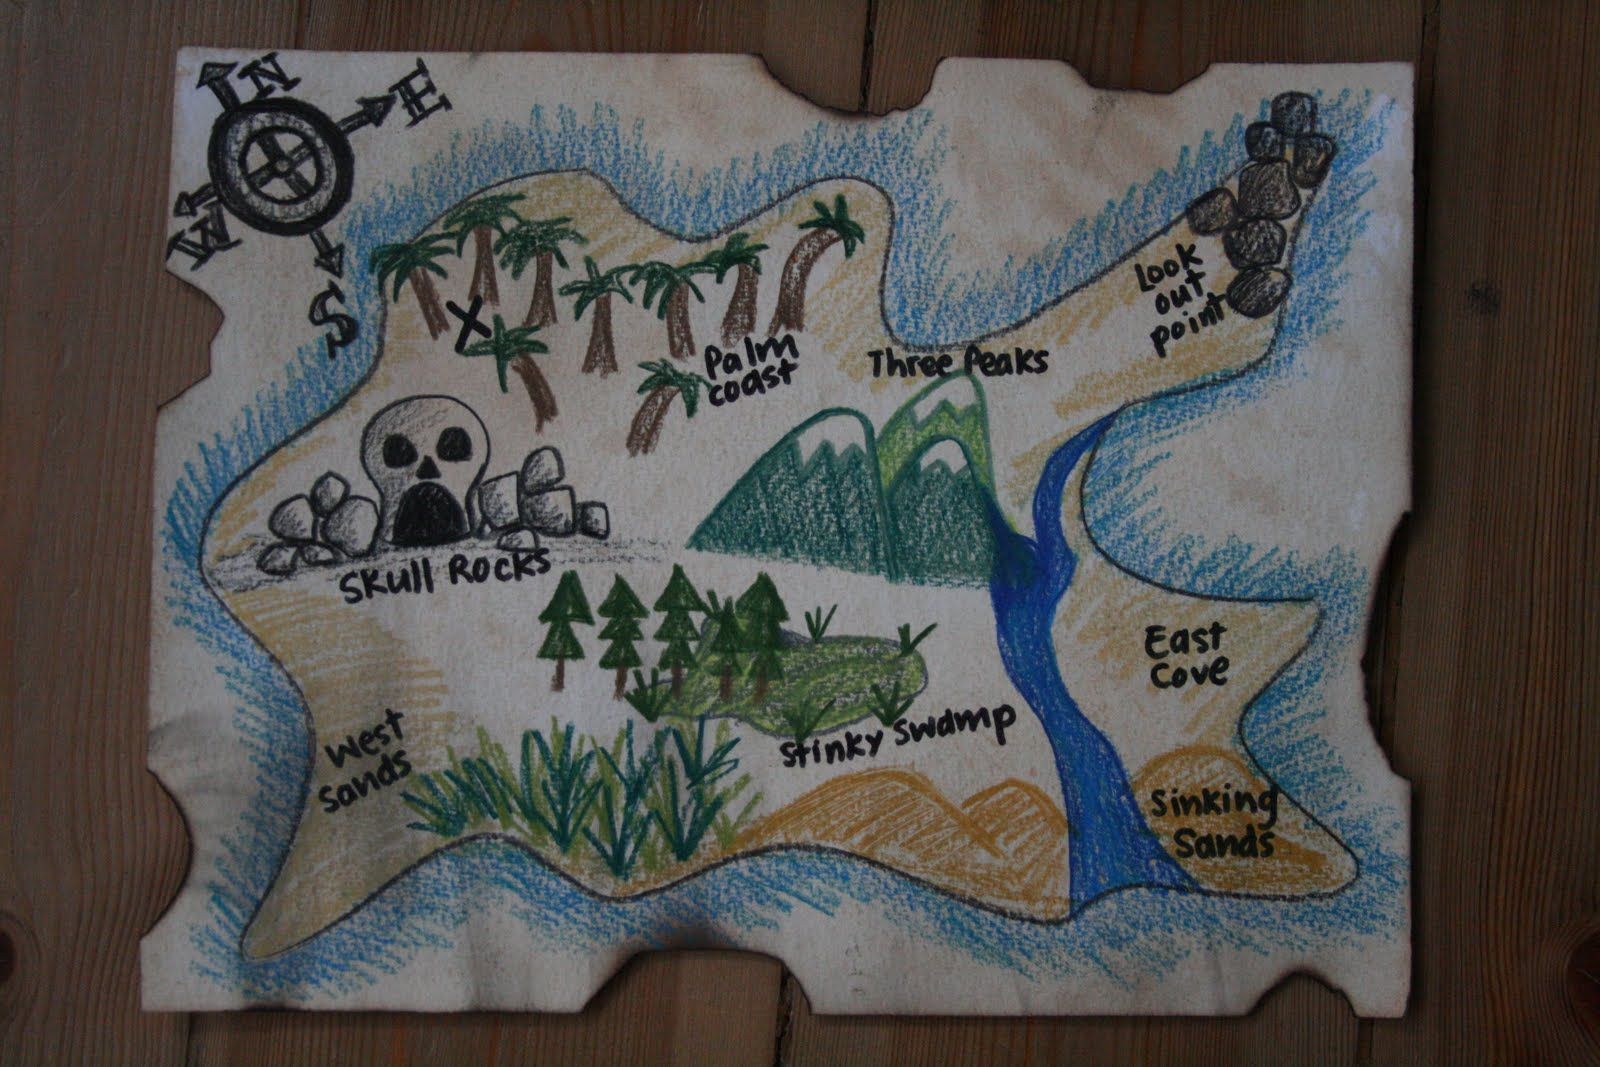 N
E
W
S
X
Look
out
point
Palm
coast
Three Peaks
Skull Rocks
East
Cove
West
Sands
Stinky Swamp
Sinking
Sands